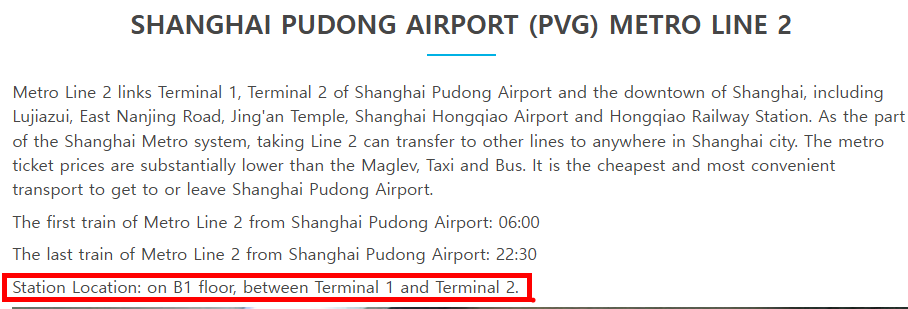 SHANGHAI PUDONG AIRPORT (PVG) METRO LINE 2
Metro Line 2 links Terminal 1, Terminal 2 of Shanghai Pudong Airport and the downtown of Shanghai, including
Lujiazui, East Nanjing Road, Jing'an Temple, Shanghai Hongqiao Airport and Hongqiao Railway Station. As the part
of the Shanghai Metro system, taking Line 2 can transfer to other lines to anywhere in Shanghai city. The metro
ticket prices are substantially lower than the Maglev, Taxi and Bus. It is the cheapest and most convenient
transport to get to or leave Shanghai Pudong Airport.
The first train of Metro Line 2 from Shanghai Pudong Airport: 06:00
The last train of Metro Line 2 from Shanghai Pudong Airport: 22:30
Station Location: on B1 floor, between Terminal 1 and Terminal 2.